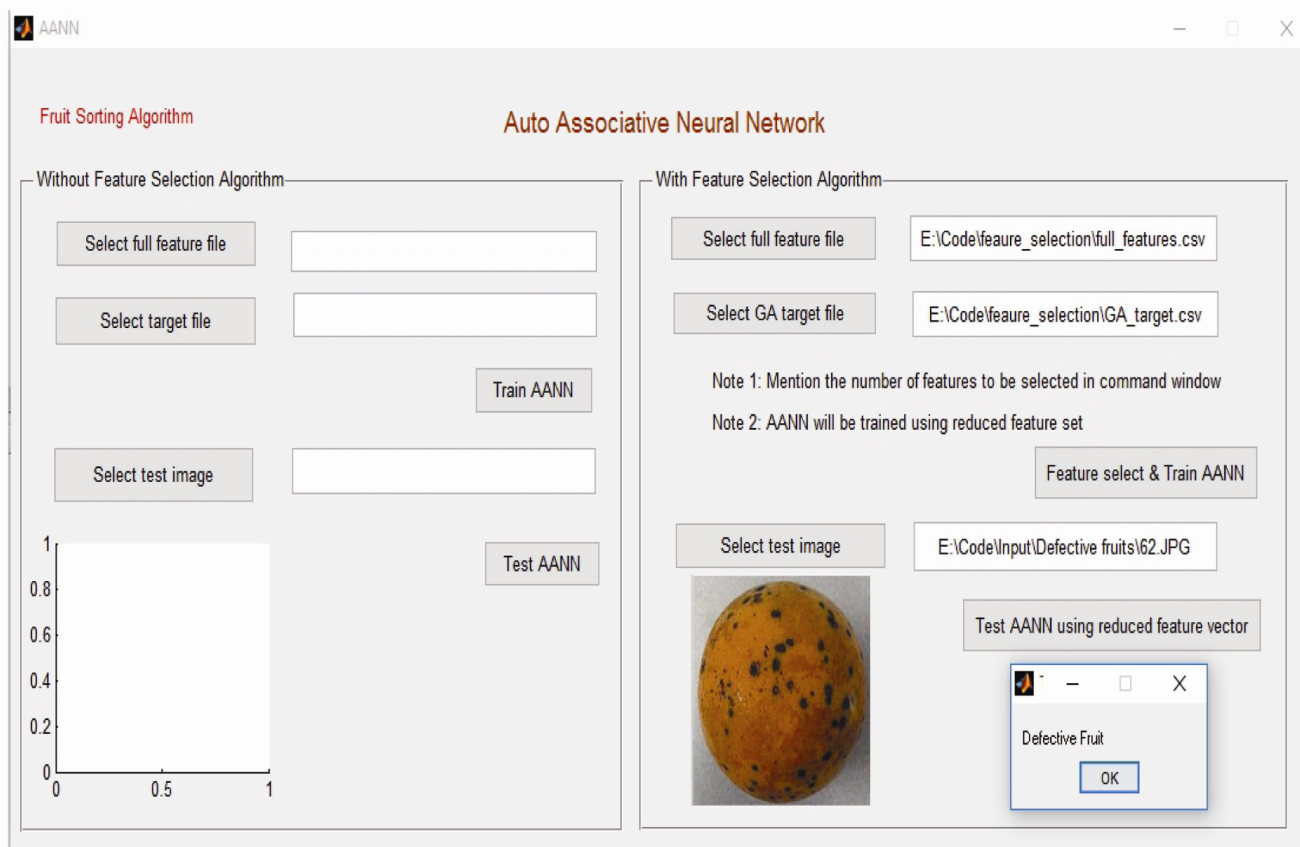 AANN
Fruit Sorting Algorithm
Auto Associative Neural Network
Without Feature Selection Algorithm
Select full feature file
Select target file
Train AANN
Select test image
Test AANN
1
0.8
0.6
0.4
0.2
0
0 0.5 1
With Feature Selection Algorithm
Select full feature file E:\Code\feaure_selection\full_features.csv
Select GA target file E:\Code\feaure_selection\GA_target.csv
Note 1: Mention the number of features to be selected in command window
Note 2: AANN will be trained using reduced feature set
Feature select & Train AANN
Select test image E:\Code\Input\Defective fruits\62.JPG
Test AANN using reduced feature vector
Defective Fruit
OK